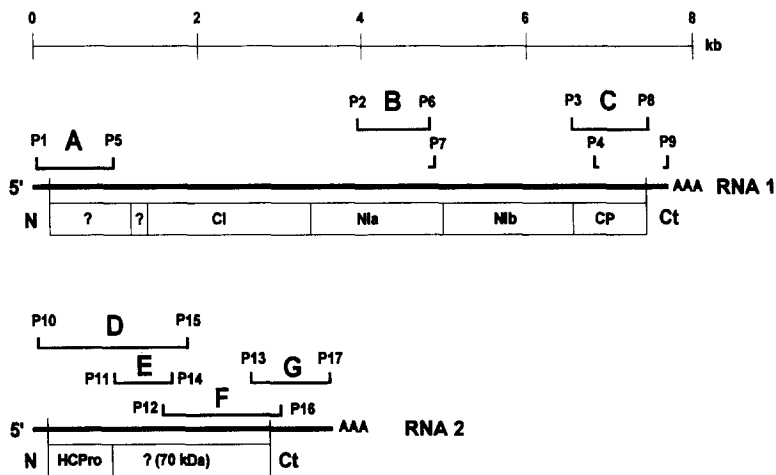 0 2 4 6 8
kb
P2 B P6 P3 C P8
P1 A P5 P7 P4 P9
5' AAA RNA 1
N ? ? CI NIa NIb CP Ct
P10 D P15
P13 G P17
P11 E P14
P12 F P16
5' AAA RNA 2
N HCPro ? (70 kDa) Ct